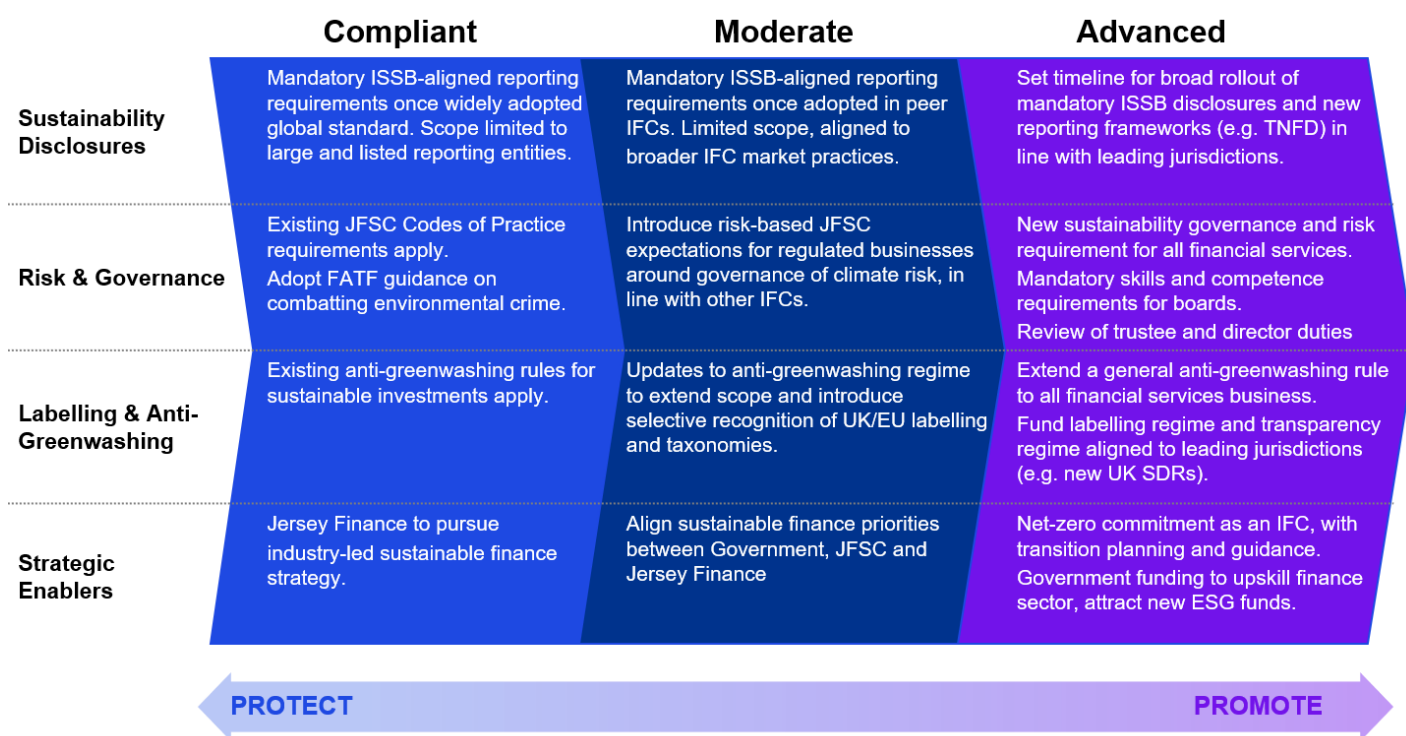 Compliant
Moderate
Advanced
Sustainability
Disclosures
Mandatory ISSB-aligned reporting
requirements once widely adopted
global standard. Scope limited to
large and listed reporting entities.
Mandatory ISSB-aligned reporting
requirements once adopted in peer
IFCs. Limited scope, aligned to
broader IFC market practices.
Set timeline for broad rollout of
mandatory ISSB disclosures and new
reporting frameworks (e.g. TNFD) in
line with leading jurisdictions.
Risk & Governance
Existing JFSC Codes of Practice
requirements apply.
Adopt FATF guidance on
combatting environmental crime.
Introduce risk-based JFSC
expectations for regulated businesses
around governance of climate risk, in
line with other IFCs.
New sustainability governance and risk
requirement for all financial services.
Mandatory skills and competence
requirements for boards.
Review of trustee and director duties
Labelling & Anti-
Greenwashing
Existing anti-greenwashing rules for
sustainable investments apply.
Updates to anti-greenwashing regime
to extend scope and introduce
selective recognition of UK/EU labelling
and taxonomies.
Extend a general anti-greenwashing rule
to all financial services business.
Fund labelling regime and transparency
regime aligned to leading jurisdictions
(e.g. new UK SDRs).
Strategic
Enablers
Jersey Finance to pursue
industry-led sustainable finance
strategy.
Align sustainable finance priorities
between Government, JFSC and
Jersey Finance
Net-zero commitment as an IFC, with
transition planning and guidance.
Government funding to upskill finance
sector, attract new ESG funds.
PROTECT
PROMOTE